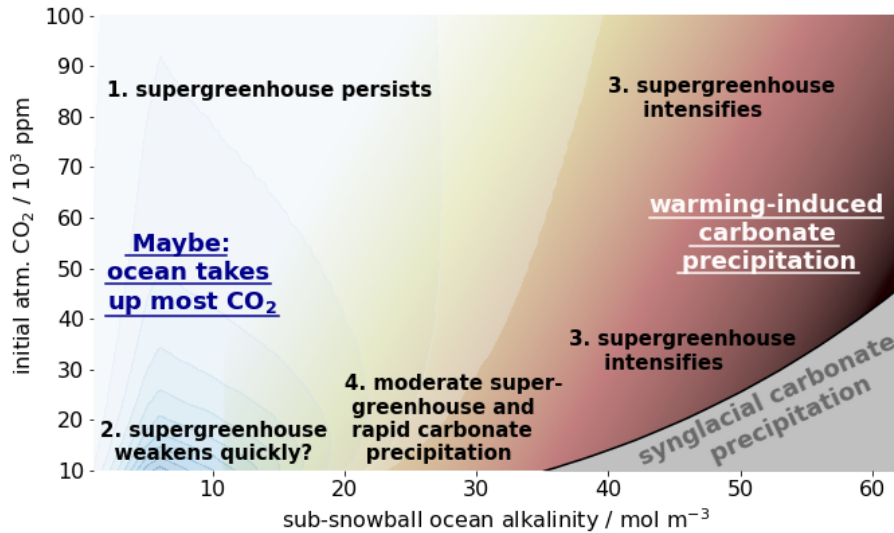 100
90
80
70
60
50
40
30
20
10
initial atm. CO₂ / 10³ ppm
1. supergreenhouse persists
3. supergreenhouse
intensifies
warming-induced
carbonate
precipitation
Maybe:
ocean takes
up most CO₂
3. supergreenhouse
intensifies
4. moderate super-
greenhouse and
rapid carbonate
precipitation
2. supergreenhouse
weakens quickly?
synglacial carbonate
precipitation
10
20
30
40
50
60
sub-snowball ocean alkalinity / mol m⁻³